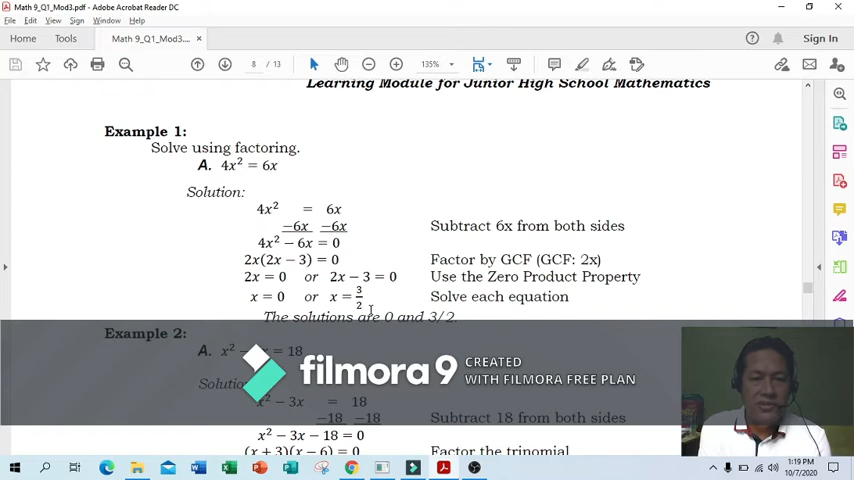 Math 9_Q1_Mod3.pdf - Adobe Acrobat Reader DC
File Edit View Sign Window Help
Home Tools Math 9_Q1_Mod3.... × Sign In
8 / 13 135%
Learning Module for Junior High School Mathematics
Example 1:
Solve using factoring.
A. 4x² = 6x
Solution:
4x² = 6x
−6x −6x Subtract 6x from both sides
4x² − 6x = 0
2x(2x − 3) = 0 Factor by GCF (GCF: 2x)
2x = 0 or 2x − 3 = 0 Use the Zero Product Property
x = 0 or x = 3/2 Solve each equation
The solutions are 0 and 3/2.
Example 2:
A. x² = 18
filmora 9 CREATED
WITH FILMORA FREE PLAN
Solution
x² − 3x = 18
−18 −18 Subtract 18 from both sides
x² − 3x − 18 = 0
(x + 3)(x − 6) = 0 Factor the trinomial
1:19 PM
10/7/2020